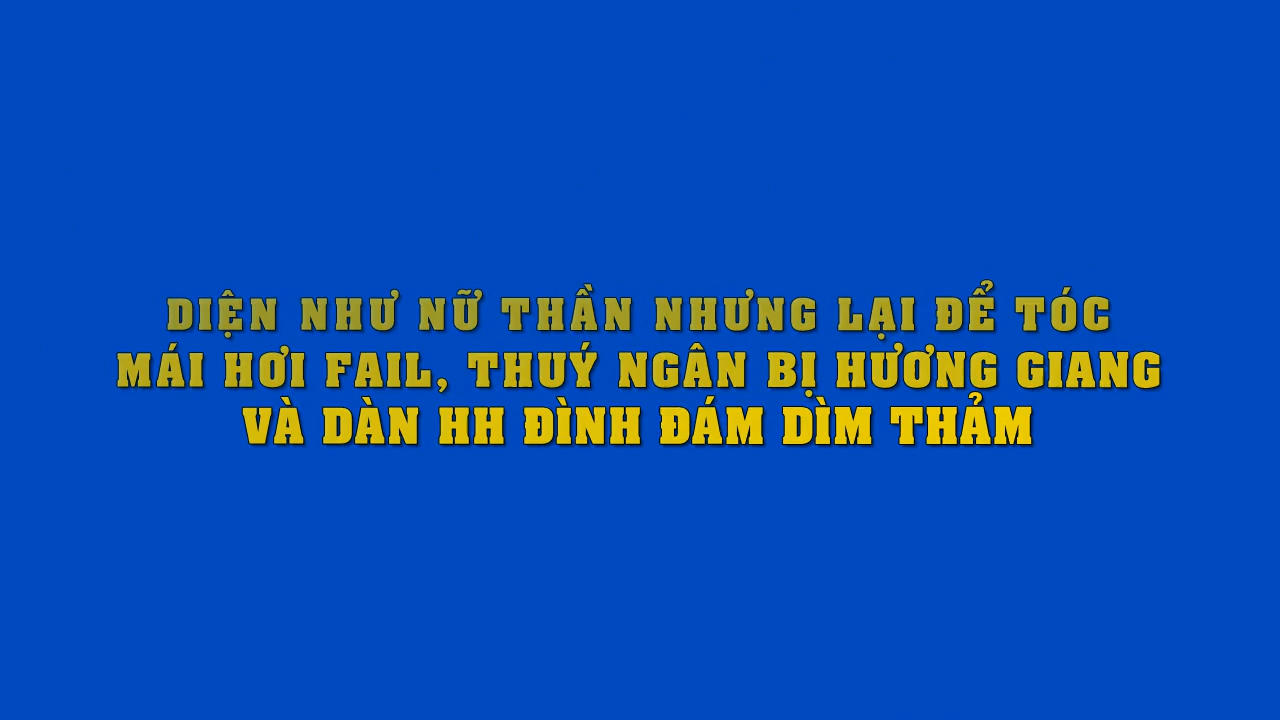 DIỆN NHƯ NỮ THẦN NHƯNG LẠI ĐỂ TÓC
MÁI HƠI FAIL, THUÝ NGÂN BỊ HƯƠNG GIANG
VÀ DÀN HH ĐÌNH ĐÁM DÌM THẢM